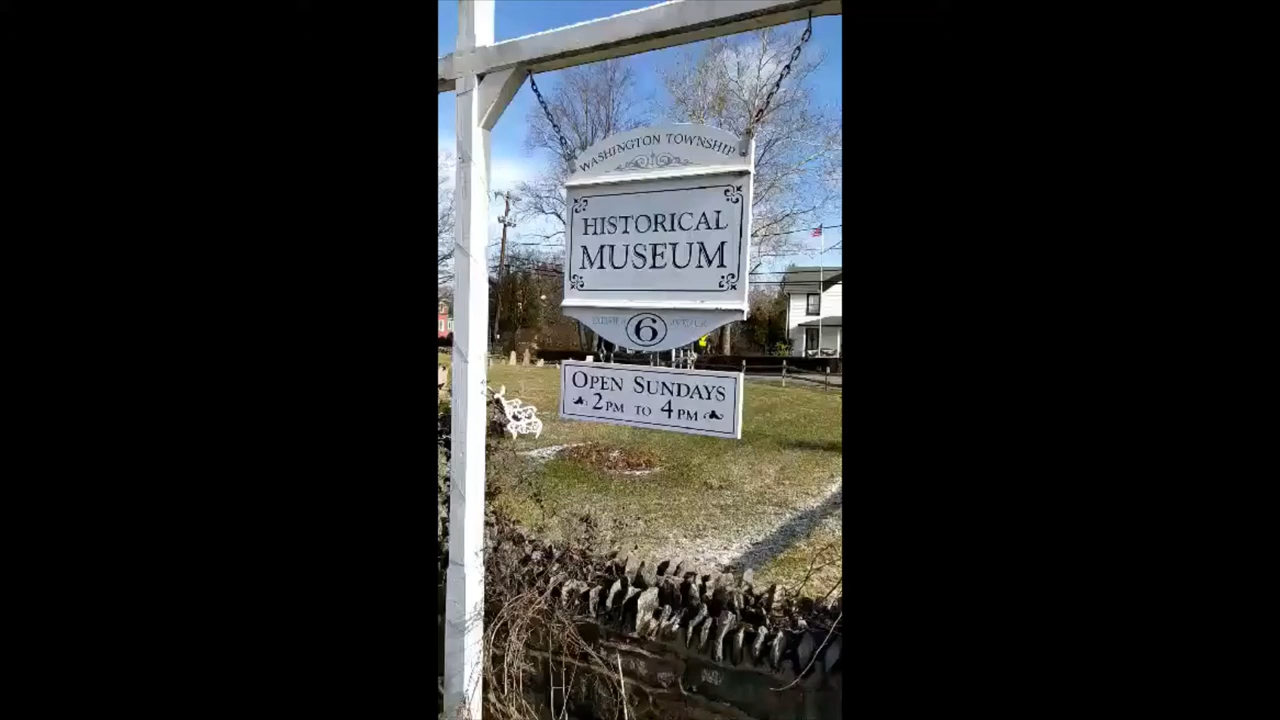 WASHINGTON TOWNSHIP
HISTORICAL
MUSEUM
6
OPEN SUNDAYS
2PM TO 4PM